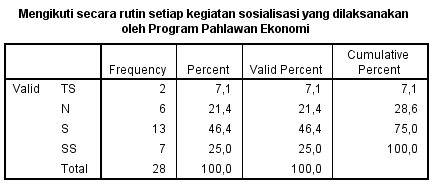 Mengikuti secara rutin setiap kegiatan sosialisasi yang dilaksanakan
oleh Program Pahlawan Ekonomi
Frequency Percent Valid Percent Cumulative Percent
Valid TS 2 7,1 7,1 7,1
N 6 21,4 21,4 28,6
S 13 46,4 46,4 75,0
SS 7 25,0 25,0 100,0
Total 28 100,0 100,0